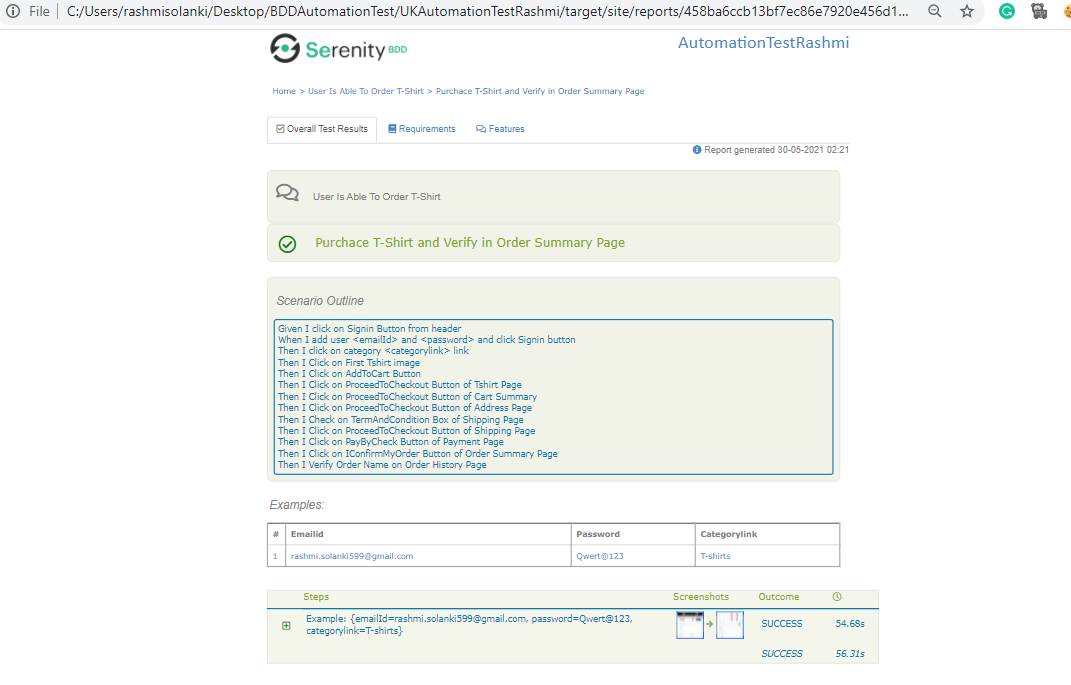 File C:/Users/rashmisolanki/Desktop/BDDAutomationTest/UKAutomationTestRashmi/target/site/reports/458ba6ccb13bf7ec86e7920e456d1...
Serenity BDD
AutomationTestRashmi
Home > User Is Able To Order T-Shirt > Purchace T-Shirt and Verify in Order Summary Page
Overall Test Results Requirements Features
Report generated 30-05-2021 02:21
User Is Able To Order T-Shirt
Purchace T-Shirt and Verify in Order Summary Page
Scenario Outline
Given I click on Signin Button from header
When I add user <emailId> and <password> and click Signin button
Then I click on category <categorylink> link
Then I Click on First Tshirt image
Then I Click on AddToCart Button
Then I Click on ProceedToCheckout Button of Tshirt Page
Then I Click on ProceedToCheckout Button of Cart Summary
Then I Click on ProceedToCheckout Button of Address Page
Then I Check on TermAndCondition Box of Shipping Page
Then I Click on ProceedToCheckout Button of Shipping Page
Then I Click on PayByCheck Button of Payment Page
Then I Click on IConfirmMyOrder Button of Order Summary Page
Then I Verify Order Name on Order History Page
Examples:
# Emailid Password Categorylink
1 rashmi.solanki599@gmail.com Qwert@123 T-shirts
Steps Screenshots Outcome
Example: {emailId=rashmi.solanki599@gmail.com, password=Qwert@123,
categorylink=T-shirts}
SUCCESS 54.68s
SUCCESS 56.31s